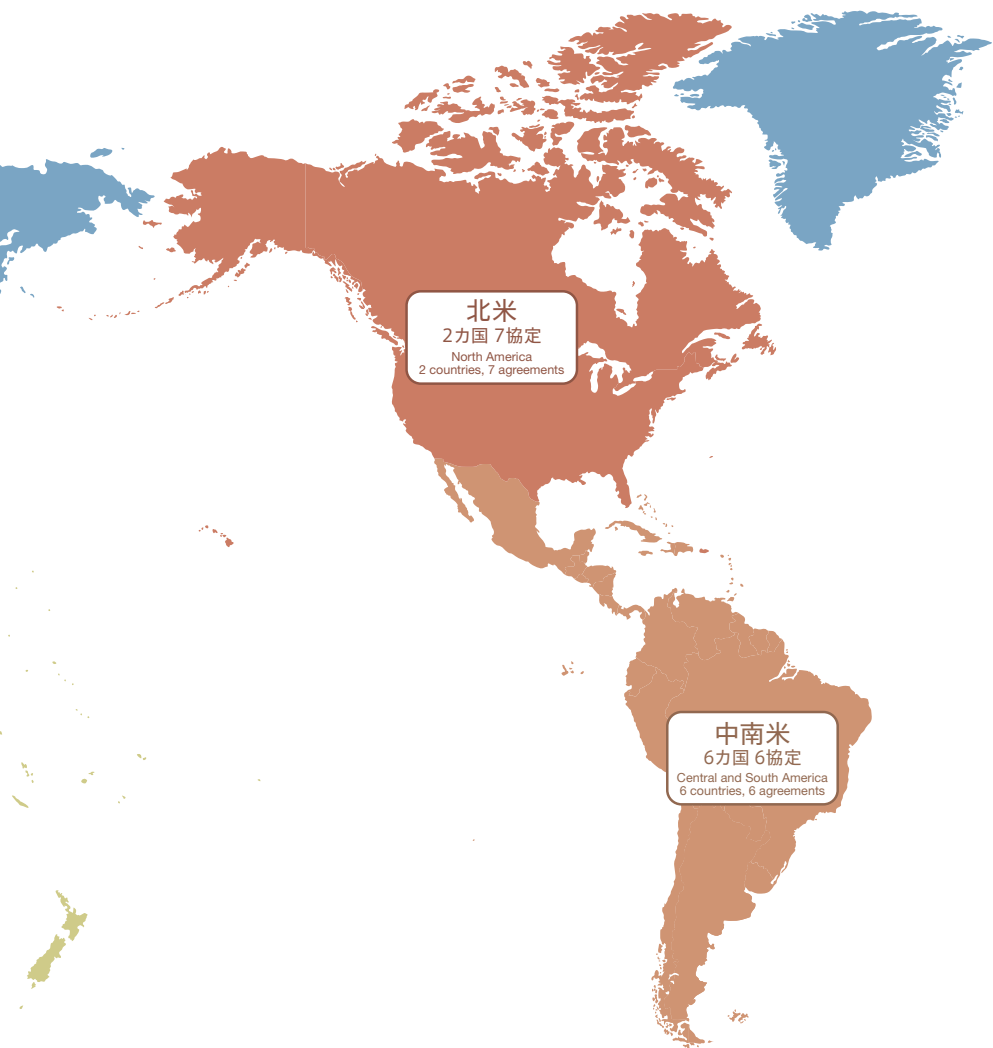 北米
2カ国 7協定
North America
2 countries, 7 agreements
中南米
6カ国 6協定
Central and South America
6 countries, 6 agreements